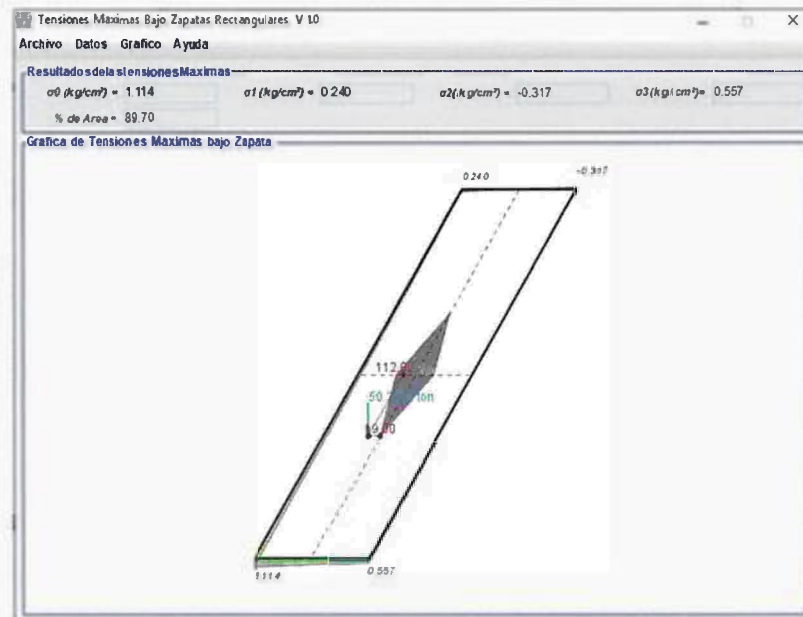 Tensiones Maximas Bajo Zapatas Rectangulares V 1.0
Archivo Datos Grafico Ayuda
Resultados de las tensiones Maximas
σ0 (kg/cm²) = 1.114 σ1 (kg/cm²) = 0.240 σ2(.kg/cm²) = -0.317 σ3(kg/cm²)= 0.557
% de Area = 89.70
Grafica de Tensiones Maximas bajo Zapata
0.240
112.
50. ton
1.114
0.557